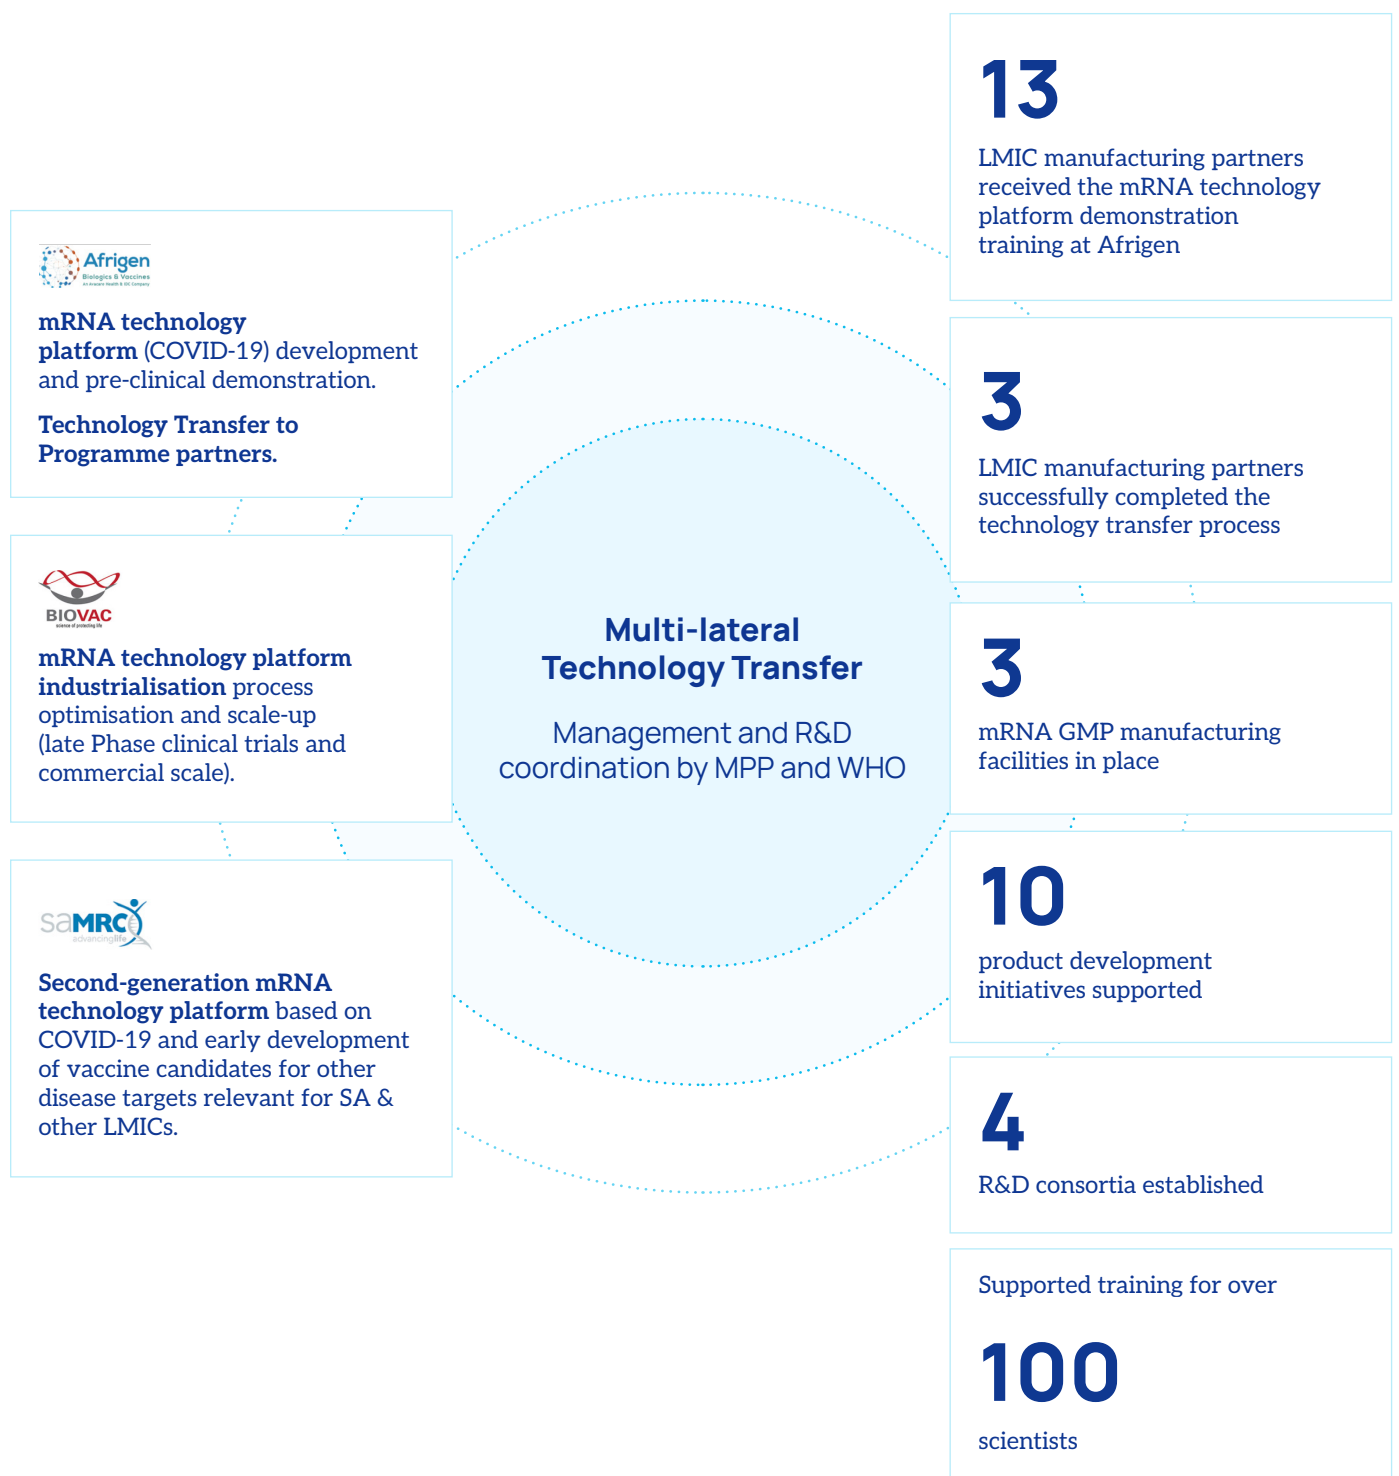 Afrigen
Biologics & Vaccines
mRNA technology
platform (COVID-19) development
and pre-clinical demonstration.
Technology Transfer to
Programme partners.
BIOVAC
science of protecting life
mRNA technology platform
industrialisation process
optimisation and scale-up
(late Phase clinical trials and
commercial scale).
saMRC
advancinglife
Second-generation mRNA
technology platform based on
COVID-19 and early development
of vaccine candidates for other
disease targets relevant for SA &
other LMICs.
Multi-lateral
Technology Transfer
Management and R&D
coordination by MPP and WHO
13
LMIC manufacturing partners
received the mRNA technology
platform demonstration
training at Afrigen
3
LMIC manufacturing partners
successfully completed the
technology transfer process
3
mRNA GMP manufacturing
facilities in place
10
product development
initiatives supported
4
R&D consortia established
Supported training for over
100
scientists